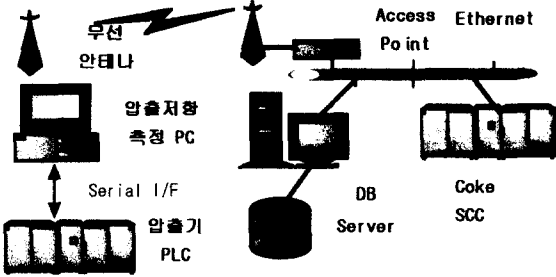 무선
안테나
Access
Point
Ethernet
압출저항
측정 PC
Serial I/F
압출기
PLC
DB
Server
Coke
SCC